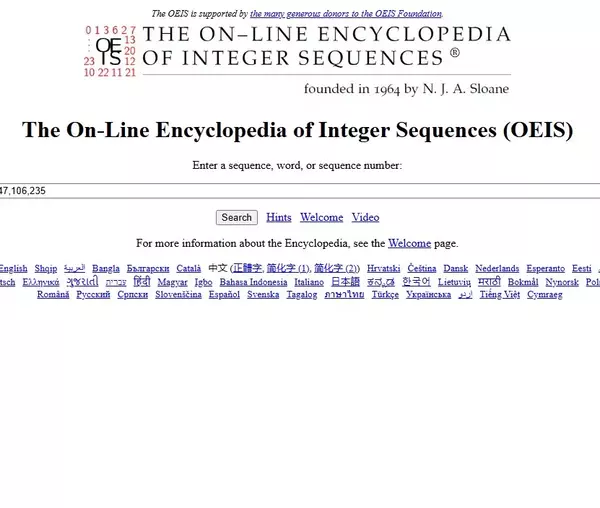 The OEIS is supported by the many generous donors to the OEIS Foundation.
0 1 3 6 2 7
: OE 13
THE ON–LINE ENCYCLOPEDIA
: IS 20
23 12
OF INTEGER SEQUENCES ®
10 22 11 21
founded in 1964 by N. J. A. Sloane
The On-Line Encyclopedia of Integer Sequences (OEIS)
Enter a sequence, word, or sequence number:
47,106,235
Search Hints Welcome Video
For more information about the Encyclopedia, see the Welcome page.
English Shqip العربية Bangla Български Català 中文 (正體字, 简化字 (1), 简化字 (2)) Hrvatski Čeština Dansk Nederlands Esperanto Eesti
Ελληνικά ગુજરાતી עברית हिंदी Magyar Igbo Bahasa Indonesia Italiano 日本語 ಕನ್ನಡ 한국어 Lietuvių मराठी Bokmål Nynorsk
Română Русский Српски Slovenščina Español Svenska Tagalog ภาษาไทย Türkçe Українська اردو Tiếng Việt Cymraeg